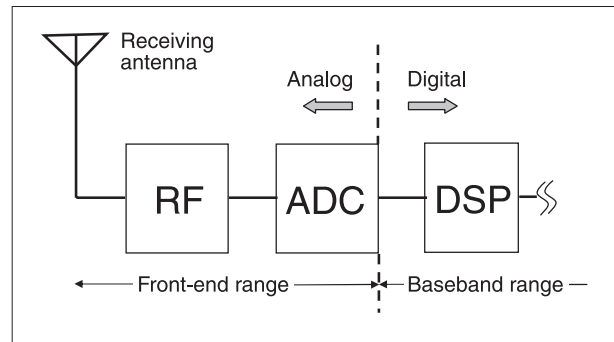 Receiving
antenna
Analog
Digital
RF
ADC
DSP
Front-end range
Baseband range